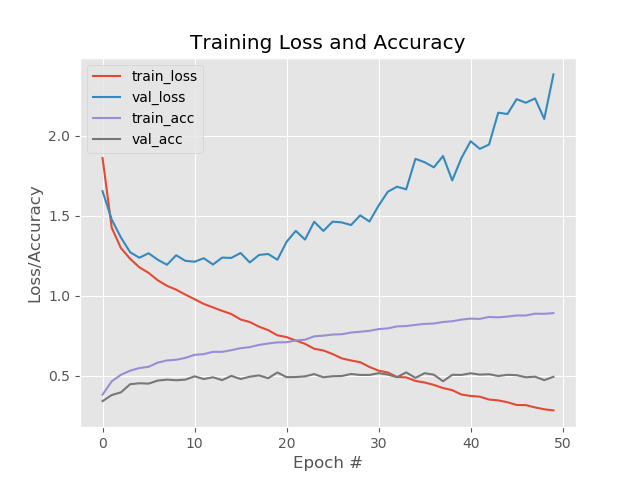 Training Loss and Accuracy
train_loss
val_loss
train_acc
val_acc
Loss/Accuracy
2.0
1.5
1.0
0.5
0 10 20 30 40 50
Epoch #